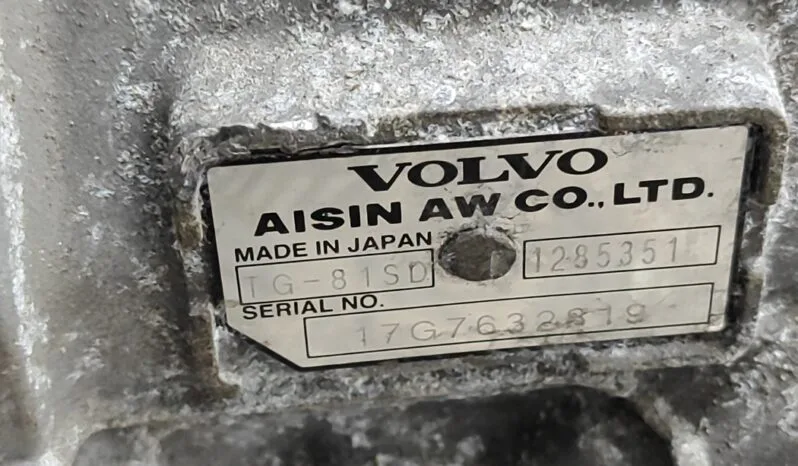 VOLVO
AISIN AW CO., LTD.
MADE IN JAPAN
TG-81SD 1285351
SERIAL NO.
17G7632819